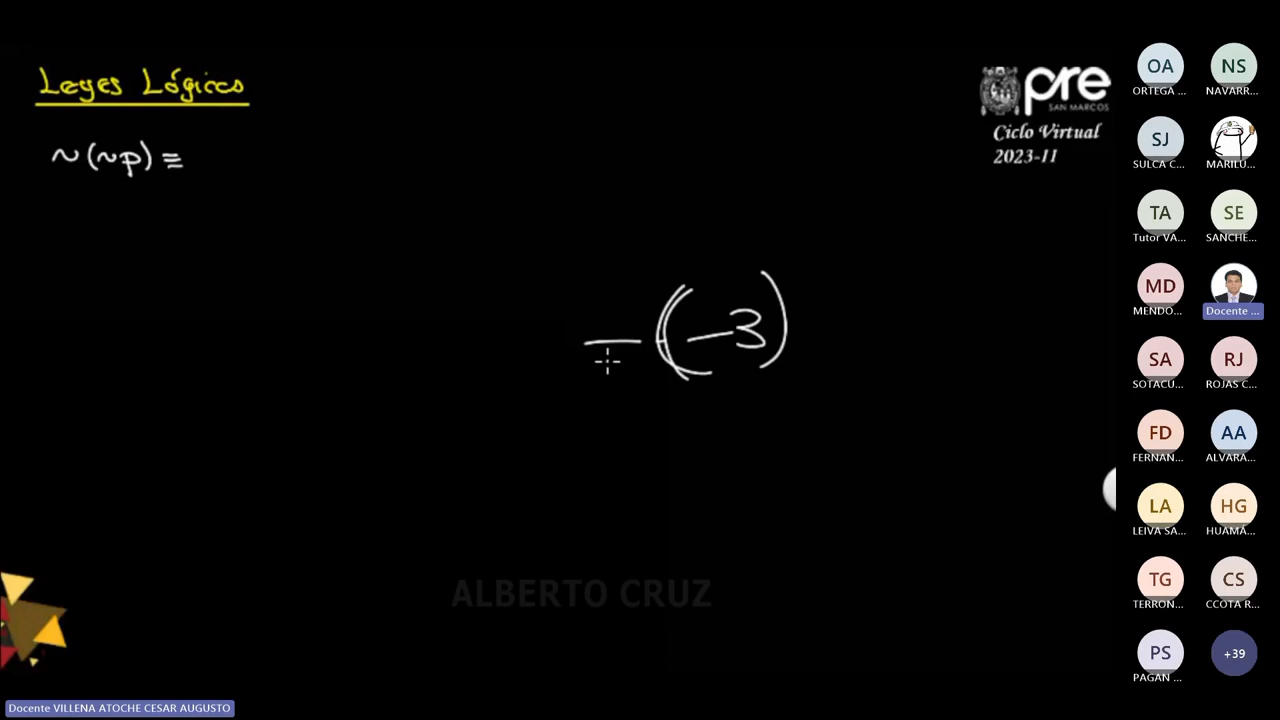 Leyes Lógicas
~(~p) ≡
pre
SAN MARCOS
Ciclo Virtual
2023-II
— (−3)
ALBERTO CRUZ
Docente VILLENA ATOCHE CESAR AUGUSTO
OA
ORTEGA ...
NS
NAVARR...
SJ
SULCA C...
MARILU...
TA
Tutor VA...
SE
SANCHE...
MD
MENDO...
Docente ...
SA
SOTACU...
RJ
ROJAS C...
FD
FERNAN...
AA
ALVARA...
LA
LEIVA SA...
HG
HUAMÁ...
TG
TERRON...
CS
CCOTA R...
PS
PAGAN ...
+39